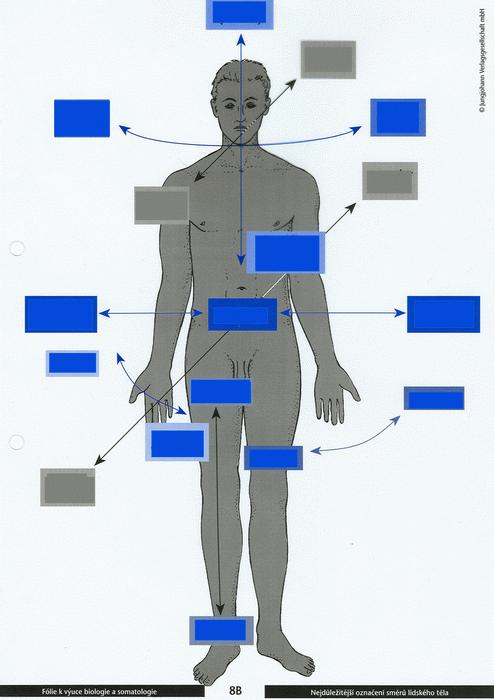 © Jungjohann Verlagsgesellschaft mbH
Fólie k výuce biologie a somatologie
8B
Nejdůležitější označení směrů lidského těla